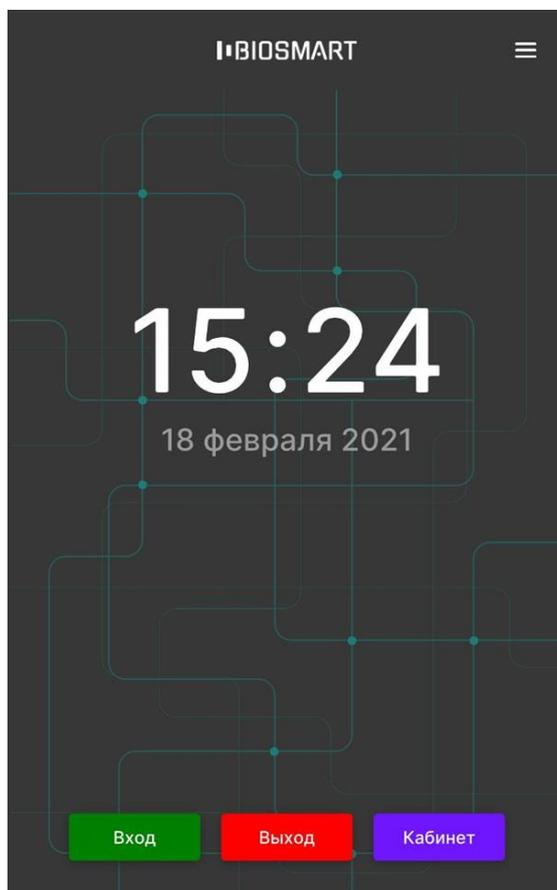 BIOSMART
15:24
18 февраля 2021
Вход
Выход
Кабинет